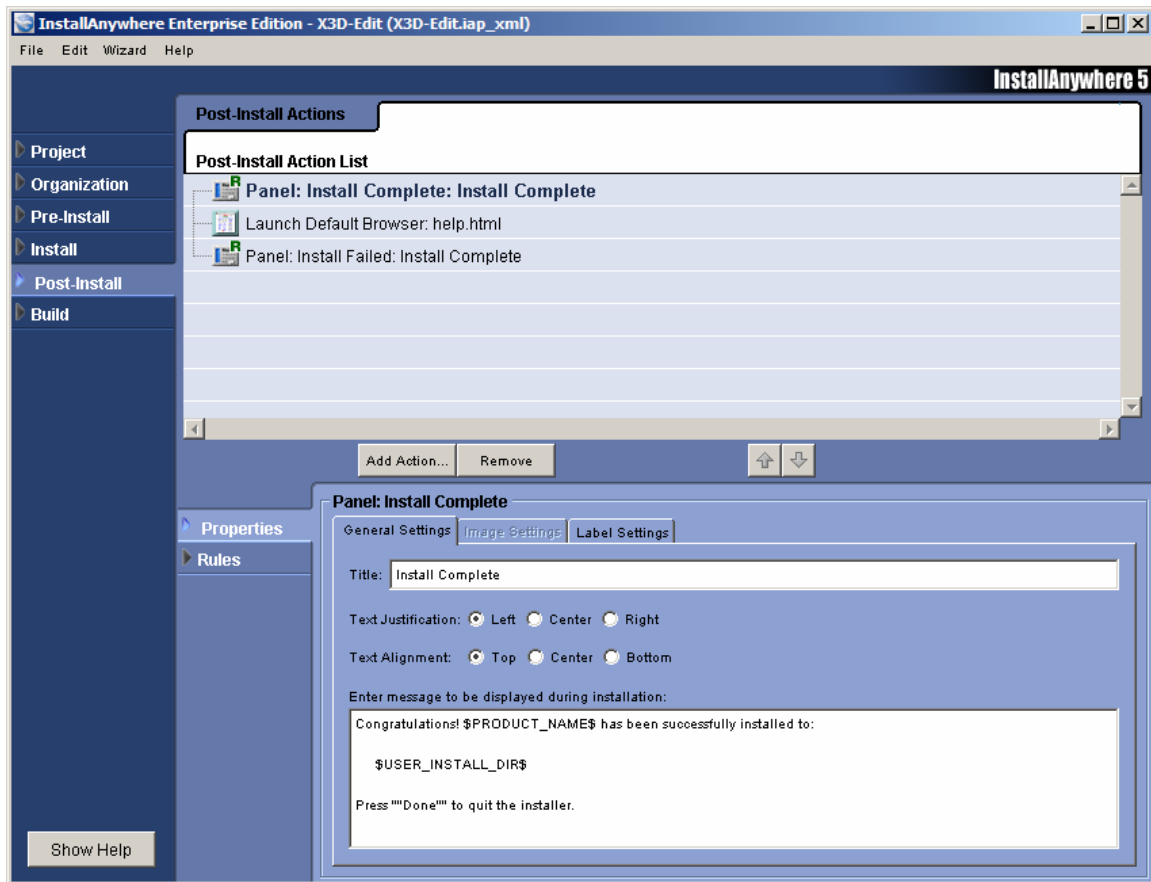 InstallAnywhere Enterprise Edition - X3D-Edit (X3D-Edit.iap_xml)
File Edit Wizard Help
InstallAnywhere 5
Post-Install Actions
Project
Organization
Pre-Install
Install
Post-Install
Build
Post-Install Action List
R Panel: Install Complete: Install Complete
Launch Default Browser: help.html
R Panel: Install Failed: Install Complete
Add Action... Remove
Properties
Rules
Panel: Install Complete
General Settings Image Settings Label Settings
Title: Install Complete
Text Justification: Left Center Right
Text Alignment: Top Center Bottom
Enter message to be displayed during installation:
Congratulations! $PRODUCT_NAME$ has been successfully installed to:
$USER_INSTALL_DIR$
Press ""Done"" to quit the installer.
Show Help